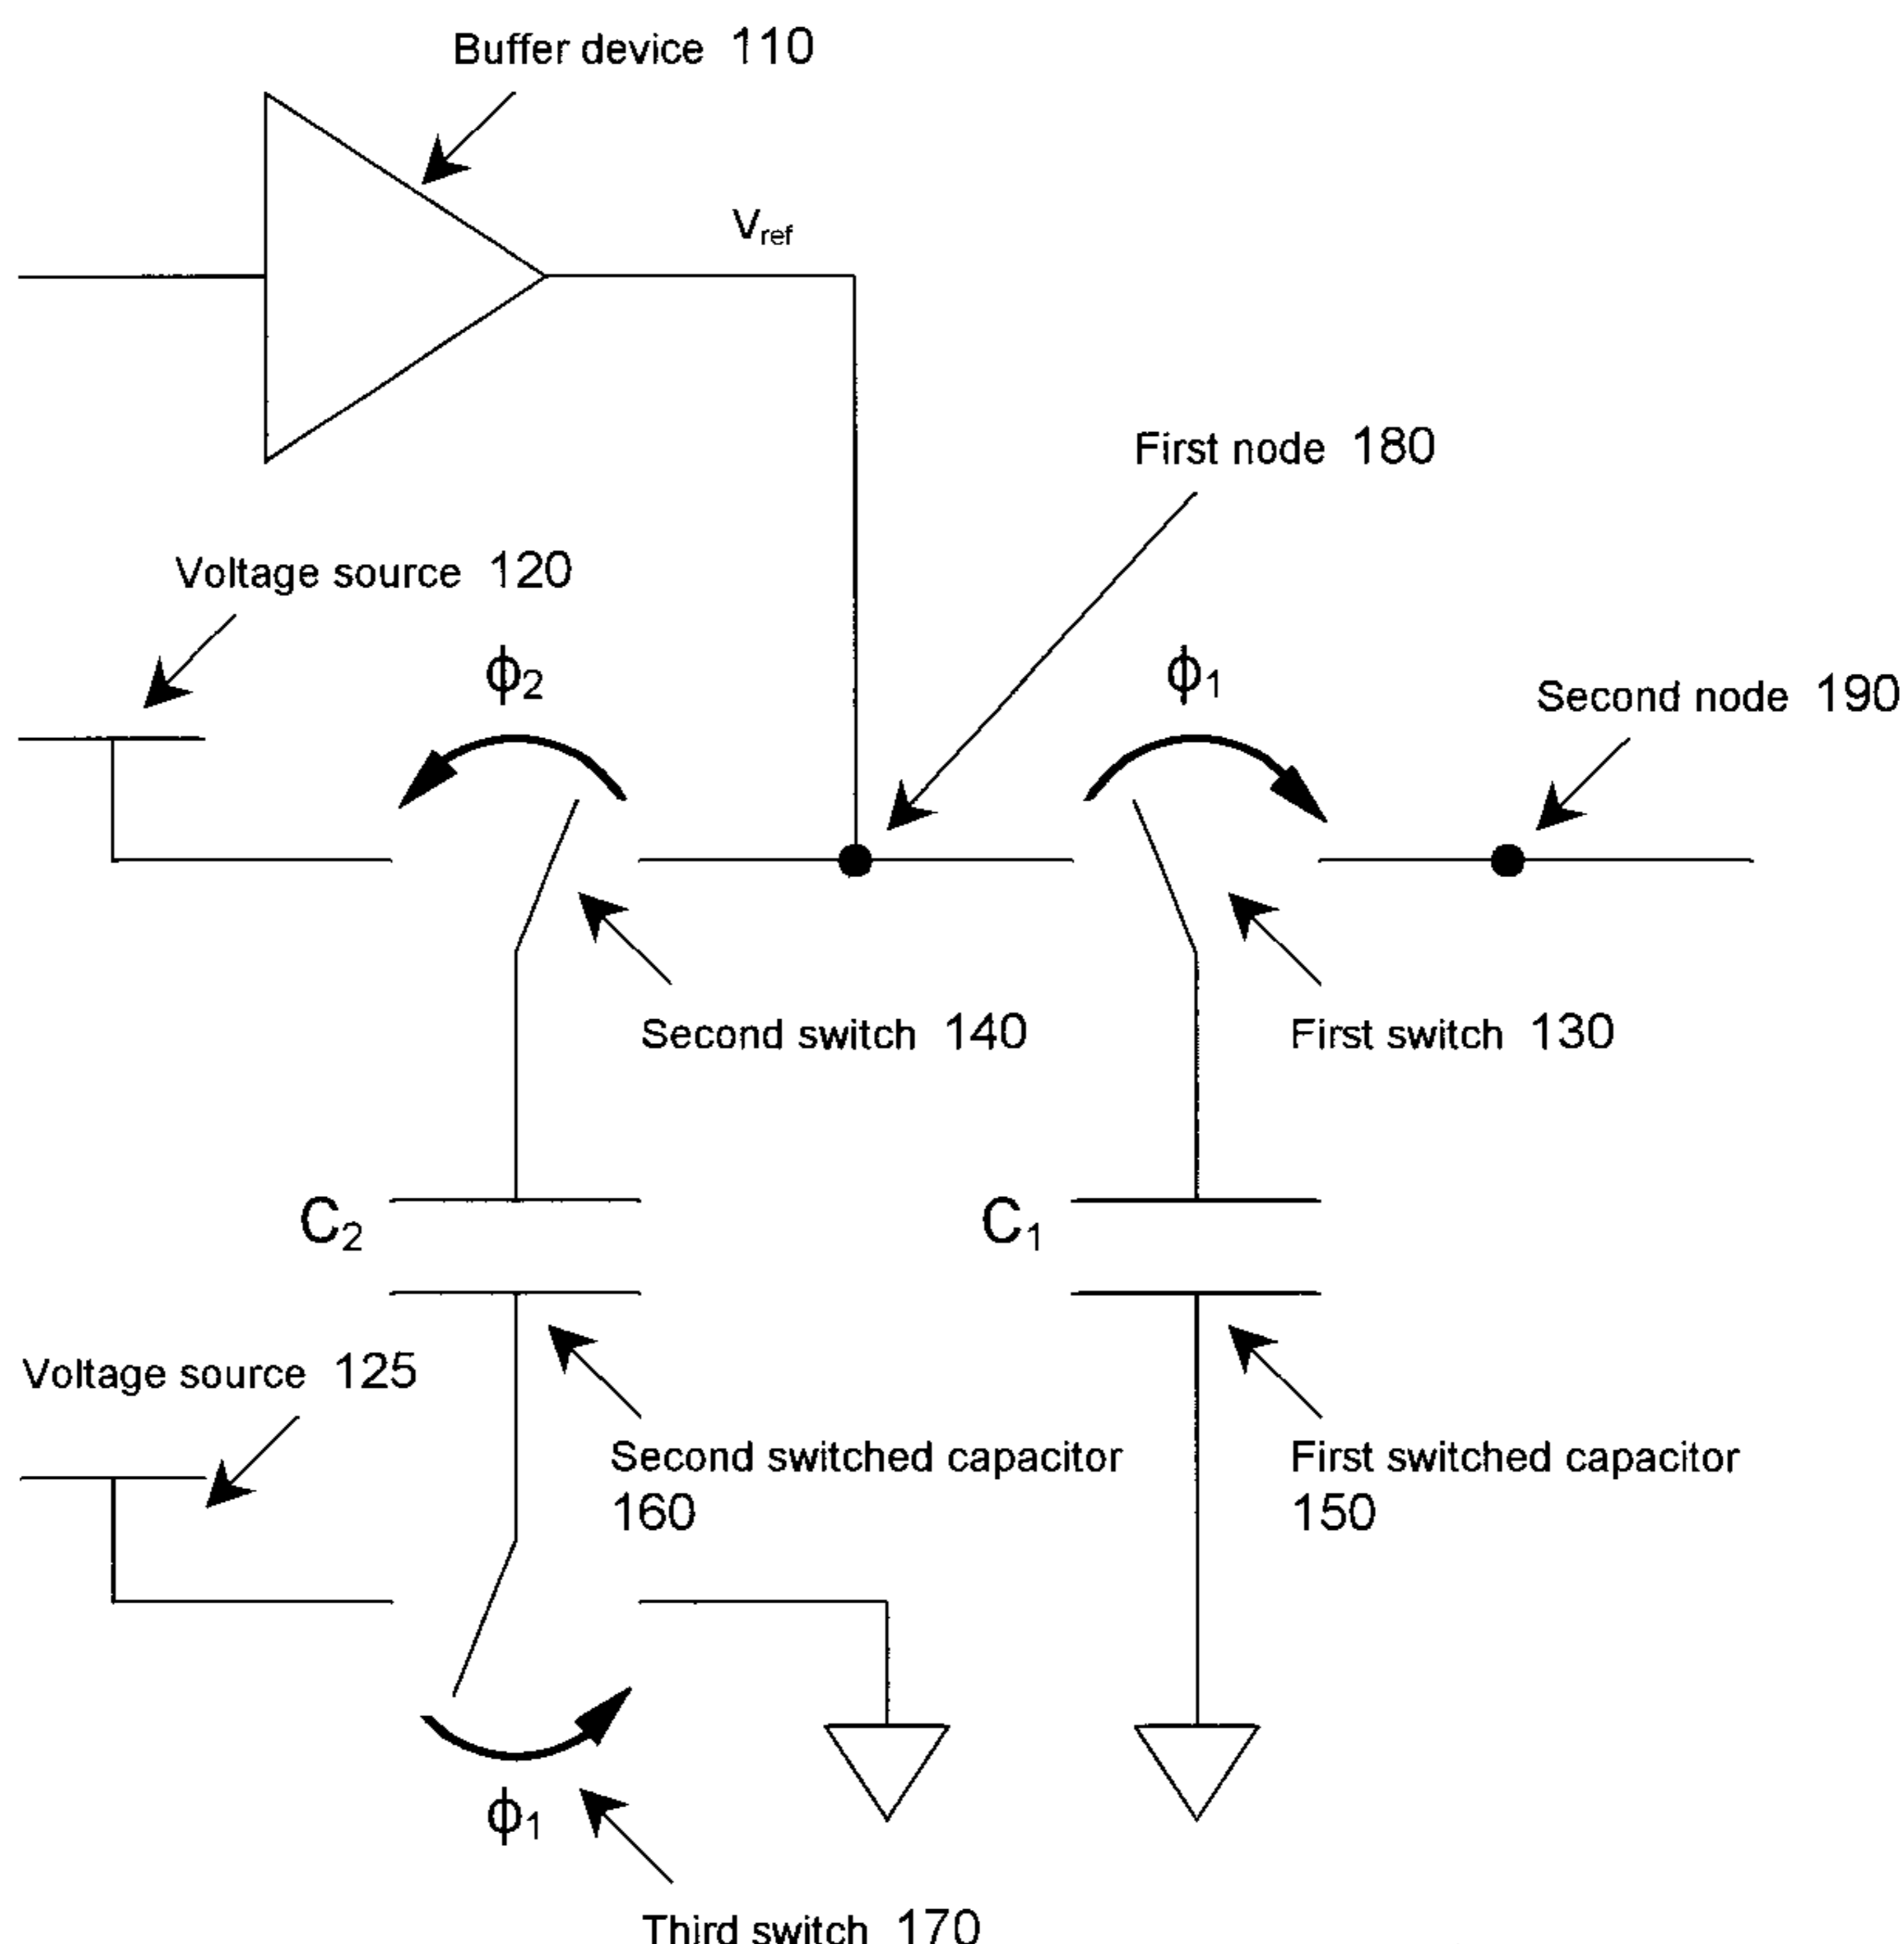 Buffer device 110
Vref
First node 180
Voltage source 120
ϕ2
ϕ1
Second node 190
Second switch 140
First switch 130
C2
C1
Voltage source 125
Second switched capacitor
160
First switched capacitor
150
ϕ1
Third switch 170